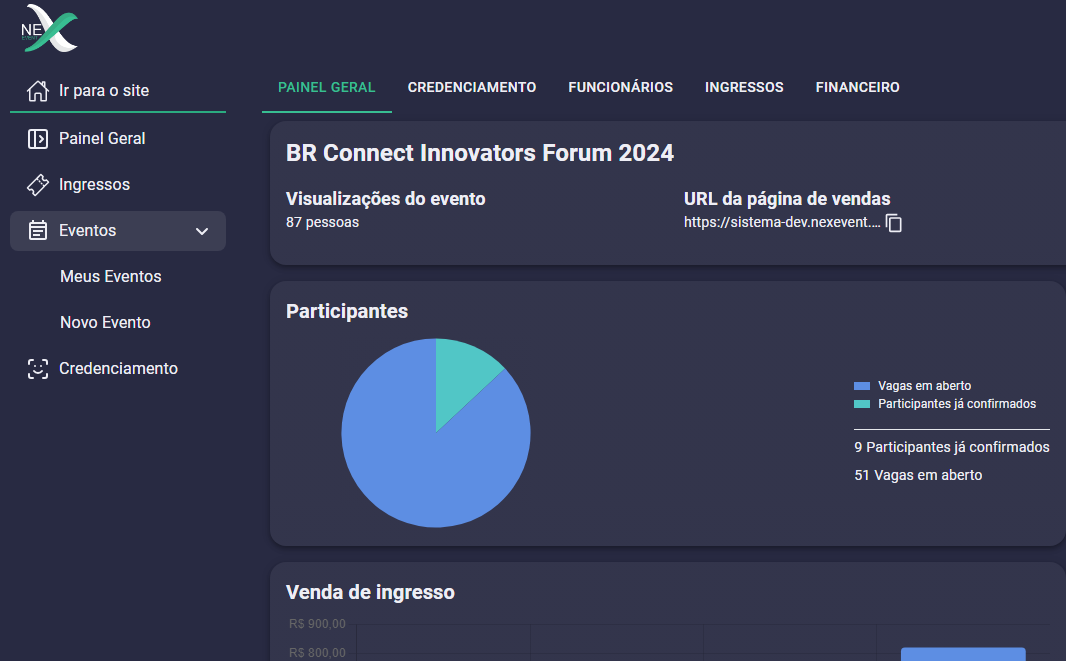 NE
Ir para o site
Painel Geral
Ingressos
Eventos
Meus Eventos
Novo Evento
Credenciamento
PAINEL GERAL CREDENCIAMENTO FUNCIONÁRIOS INGRESSOS FINANCEIRO
BR Connect Innovators Forum 2024
Visualizações do evento
87 pessoas
URL da página de vendas
https://sistema-dev.nexevent....
Participantes
Vagas em aberto
Participantes já confirmados
9 Participantes já confirmados
51 Vagas em aberto
Venda de ingresso
R$ 900,00
R$ 800,00